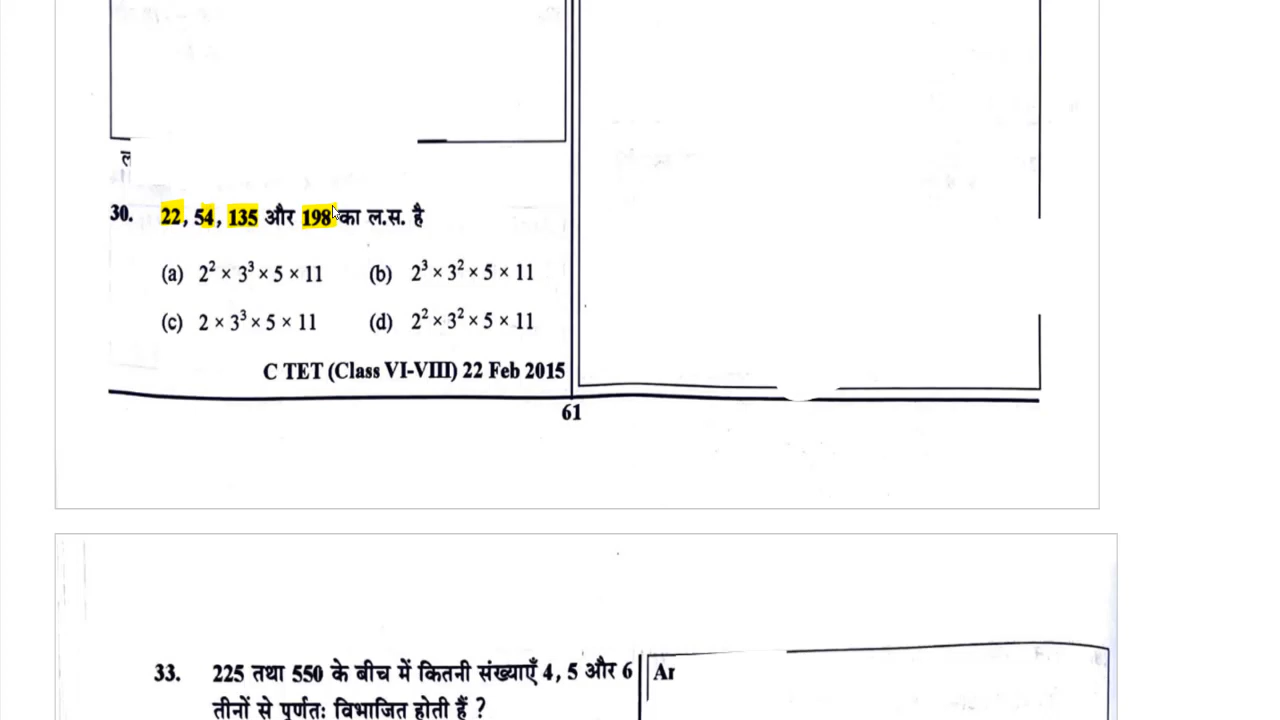 30. 22, 54, 135 और 198 का ल.स. है
(a) 2² × 3³ × 5 × 11 (b) 2³ × 3² × 5 × 11
(c) 2 × 3³ × 5 × 11 (d) 2² × 3² × 5 × 11
C TET (Class VI-VIII) 22 Feb 2015
61
33. 225 तथा 550 के बीच में कितनी संख्याएँ 4, 5 और 6
तीनों से पूर्णतः विभाजित होती हैं ?